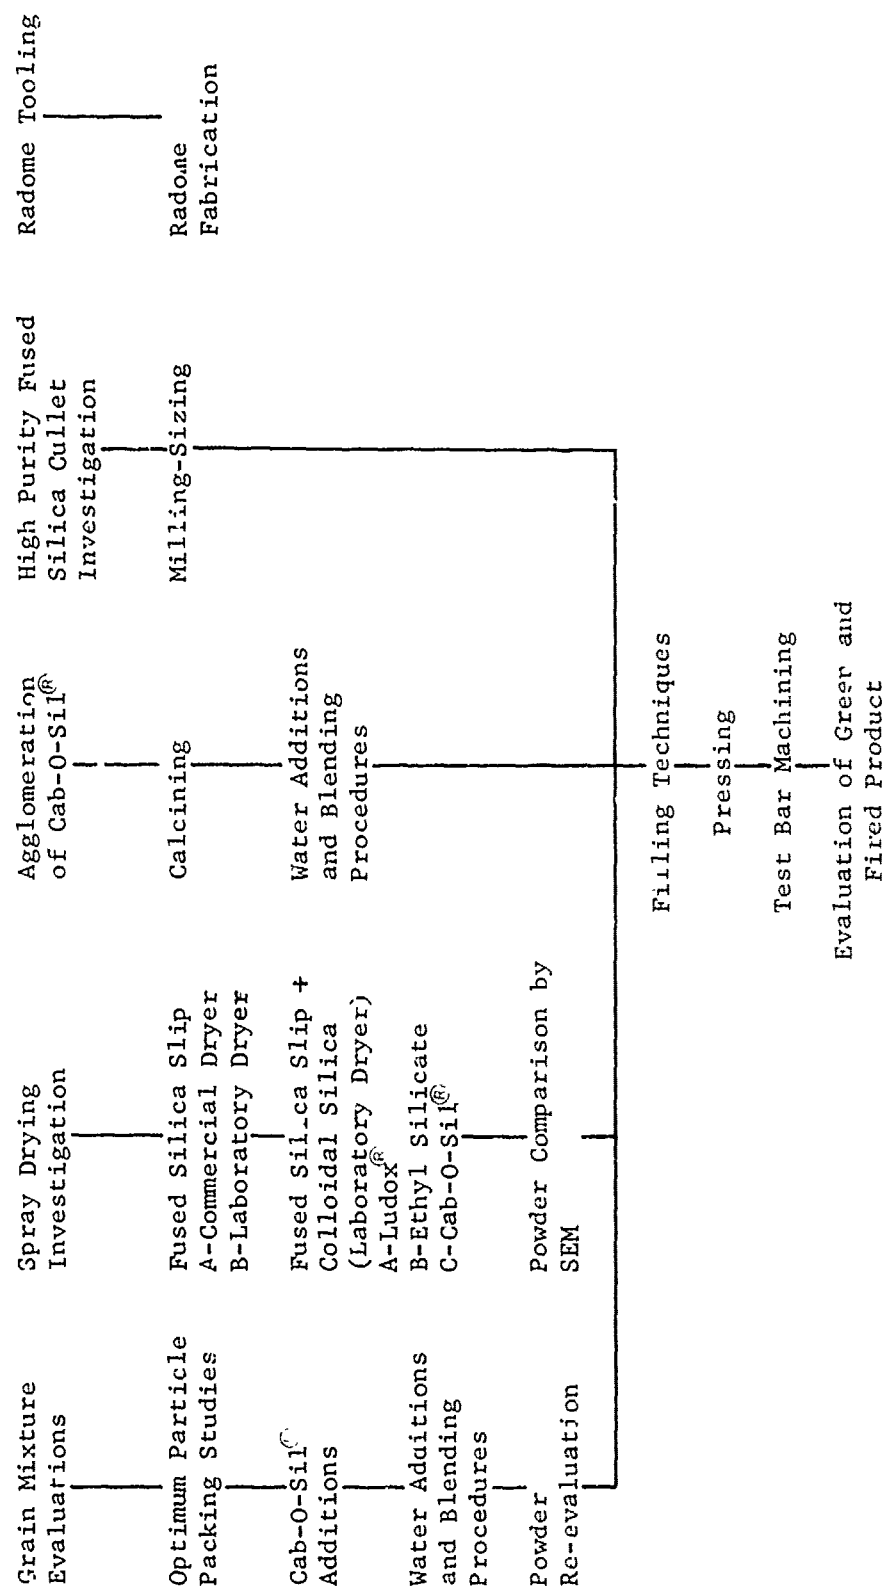 Grain Mixture
Evaluations
Optimum Particle
Packing Studies
Cab-O-Sil®
Additions
Water Additions
and Blending
Procedures
Powder
Re-evaluation
Spray Drying
Investigation
Fused Silica Slip
A-Commercial Dryer
B-Laboratory Dryer
Fused Silica Slip +
Colloidal Silica
(Laboratory Dryer)
A-Ludox®
B-Ethyl Silicate
C-Cab-O-Sil®
Powder Comparison by
SEM
Agglomeration
of Cab-O-Sil®
Calcining
Water Additions
and Blending
Procedures
High Purity Fused
Silica Cullet
Investigation
Milling-Sizing
Radome Tooling
Radome
Fabrication
Filling Techniques
Pressing
Test Bar Machining
Evaluation of Green and
Fired Product